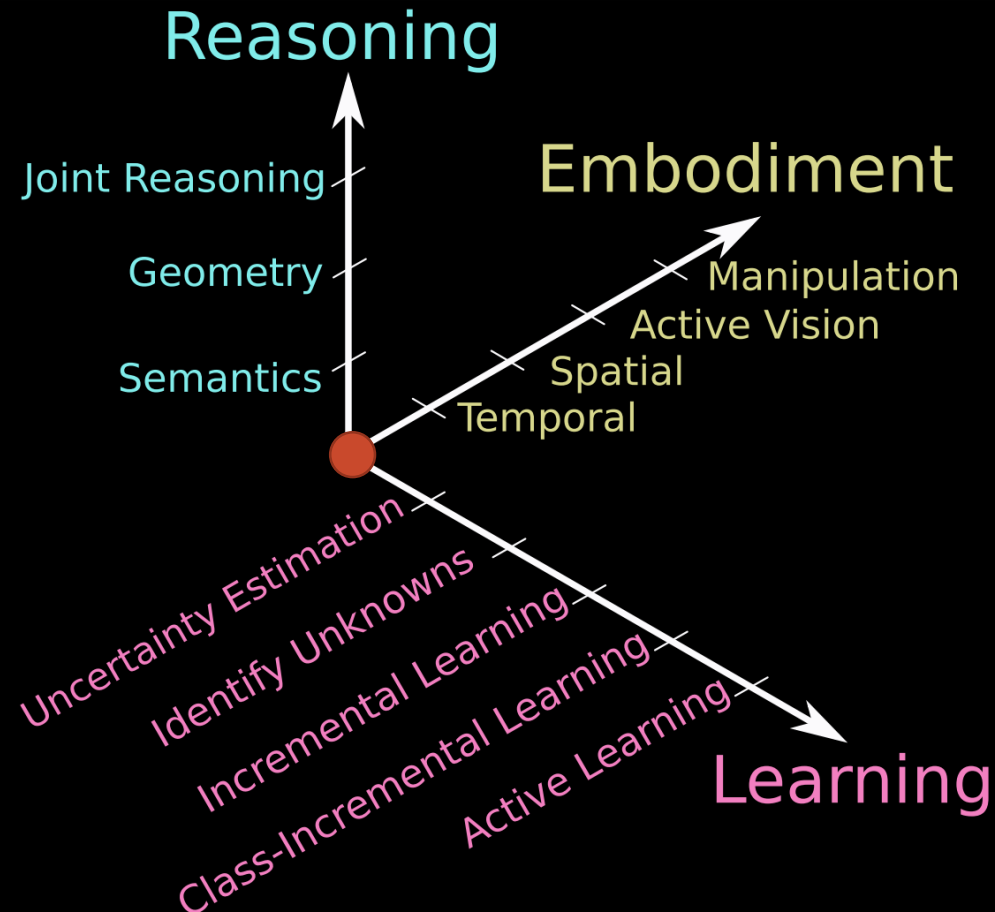 Reasoning
Joint Reasoning
Geometry
Semantics
Embodiment
Manipulation
Active Vision
Spatial
Temporal
Uncertainty Estimation
Identify Unknowns
Incremental Learning
Class-Incremental Learning
Active Learning
Learning